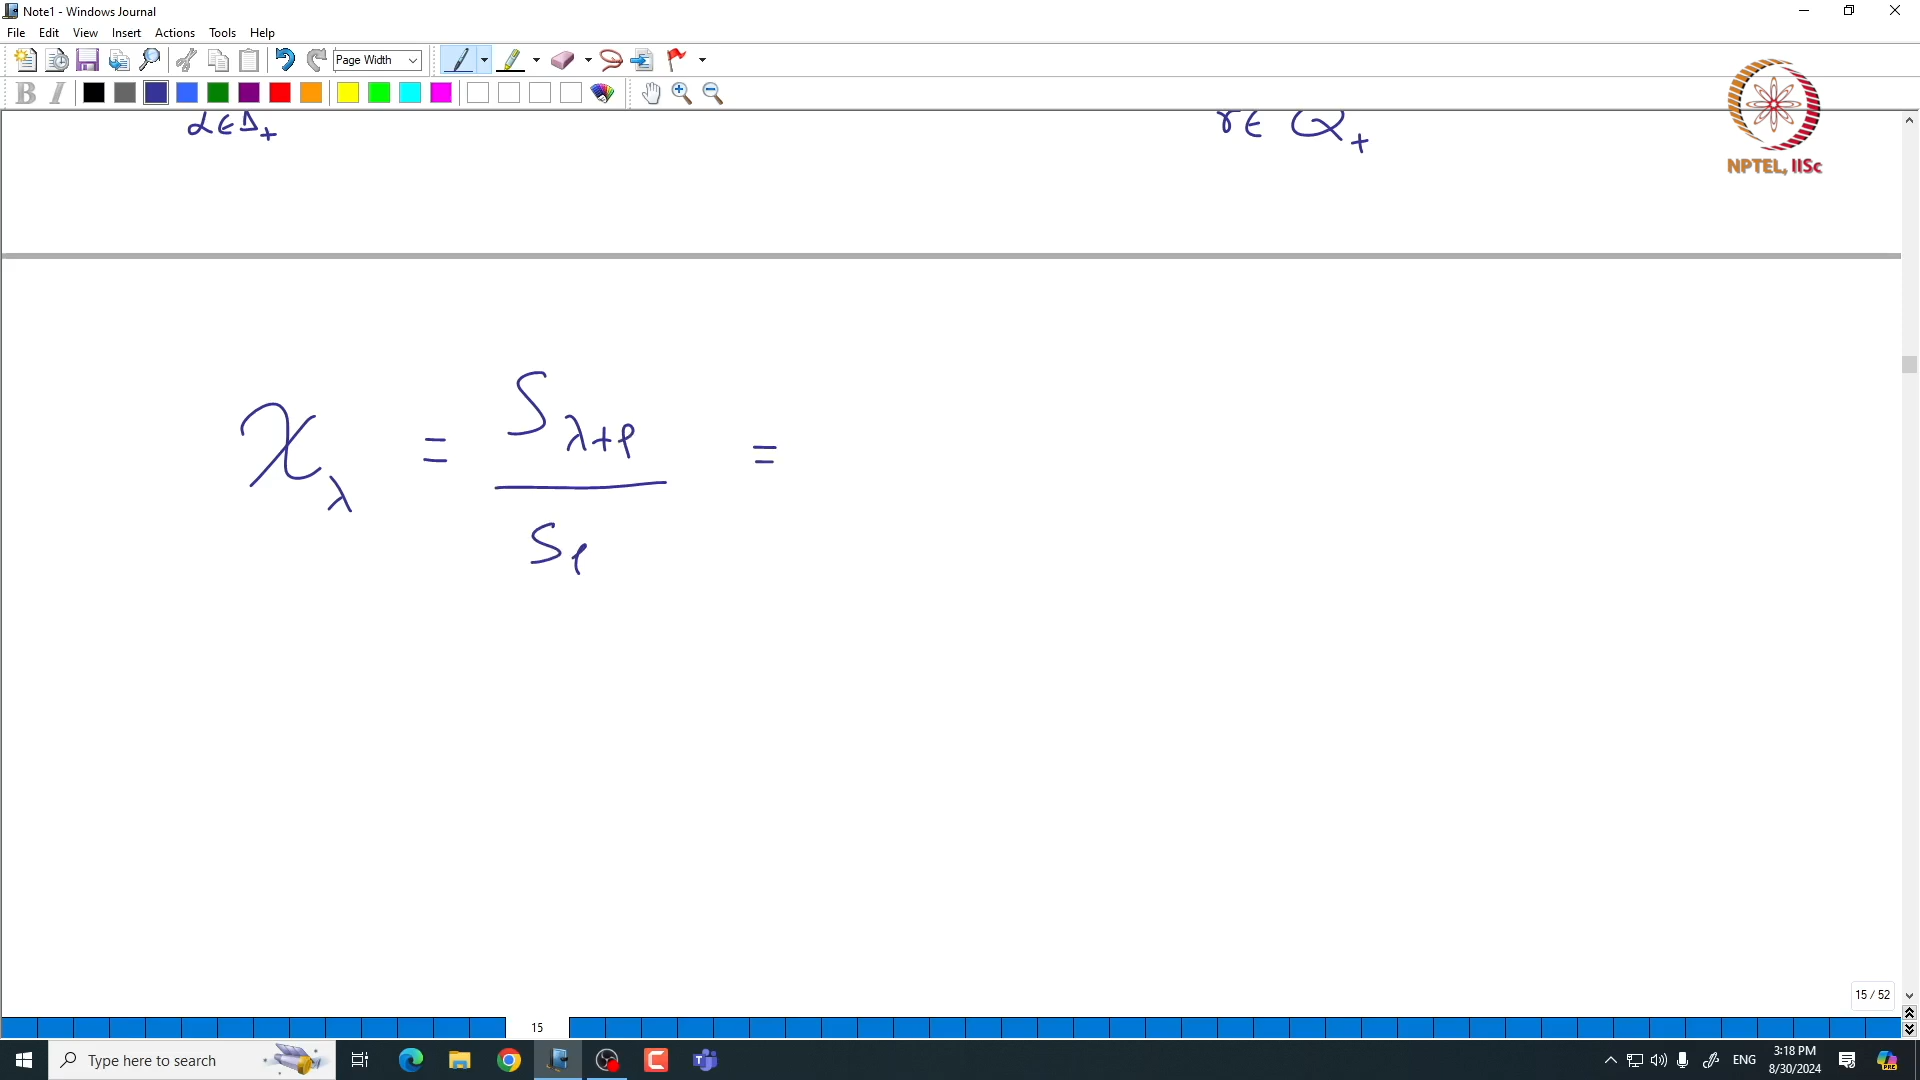 Note1 - Windows Journal
File Edit View Insert Actions Tools Help
Page Width
B I
α ∈ Δ₊ γ ∈ Q₊
NPTEL, IISc
χ_λ = S_{λ+ρ} / S_ρ =
15 / 52
15
Type here to search
ENG
3:18 PM
8/30/2024